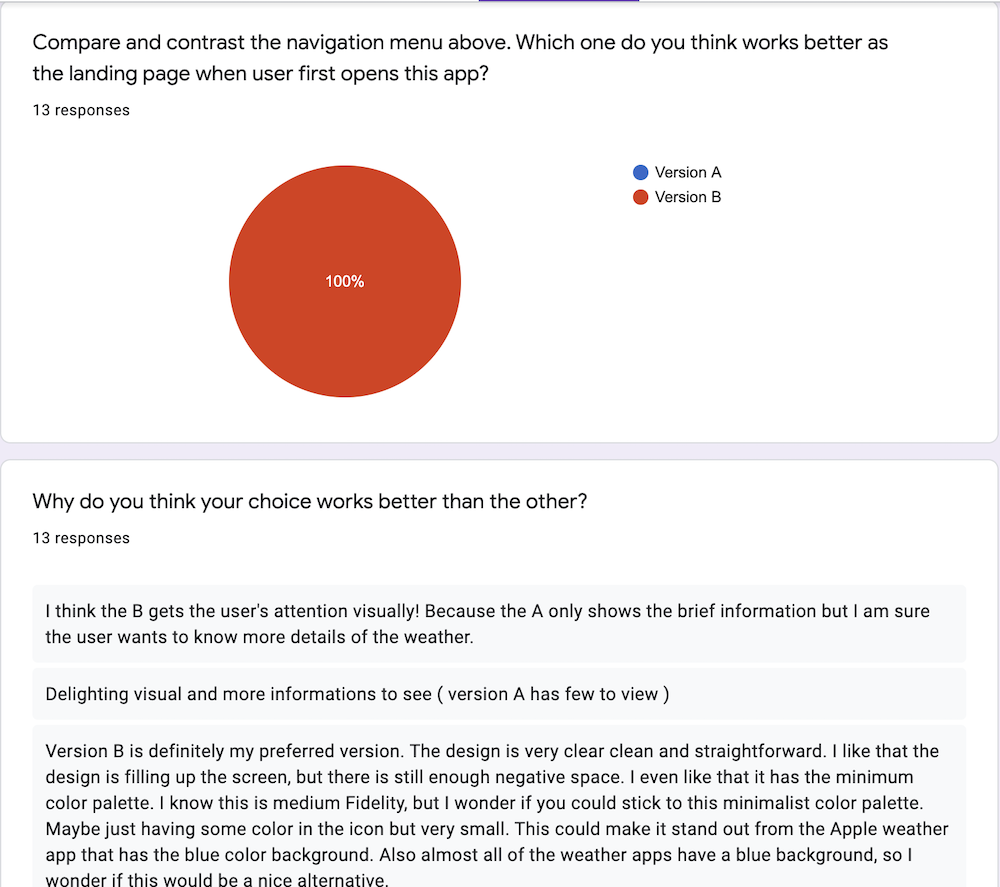 Compare and contrast the navigation menu above. Which one do you think works better as
the landing page when user first opens this app?
13 responses
Version A
Version B
100%
Why do you think your choice works better than the other?
13 responses
I think the B gets the user's attention visually! Because the A only shows the brief information but I am sure
the user wants to know more details of the weather.
Delighting visual and more informations to see ( version A has few to view )
Version B is definitely my preferred version. The design is very clear clean and straightforward. I like that the
design is filling up the screen, but there is still enough negative space. I even like that it has the minimum
color palette. I know this is medium Fidelity, but I wonder if you could stick to this minimalist color palette.
Maybe just having some color in the icon but very small. This could make it stand out from the Apple weather
app that has the blue color background. Also almost all of the weather apps have a blue background, so I
wonder if this would be a nice alternative.